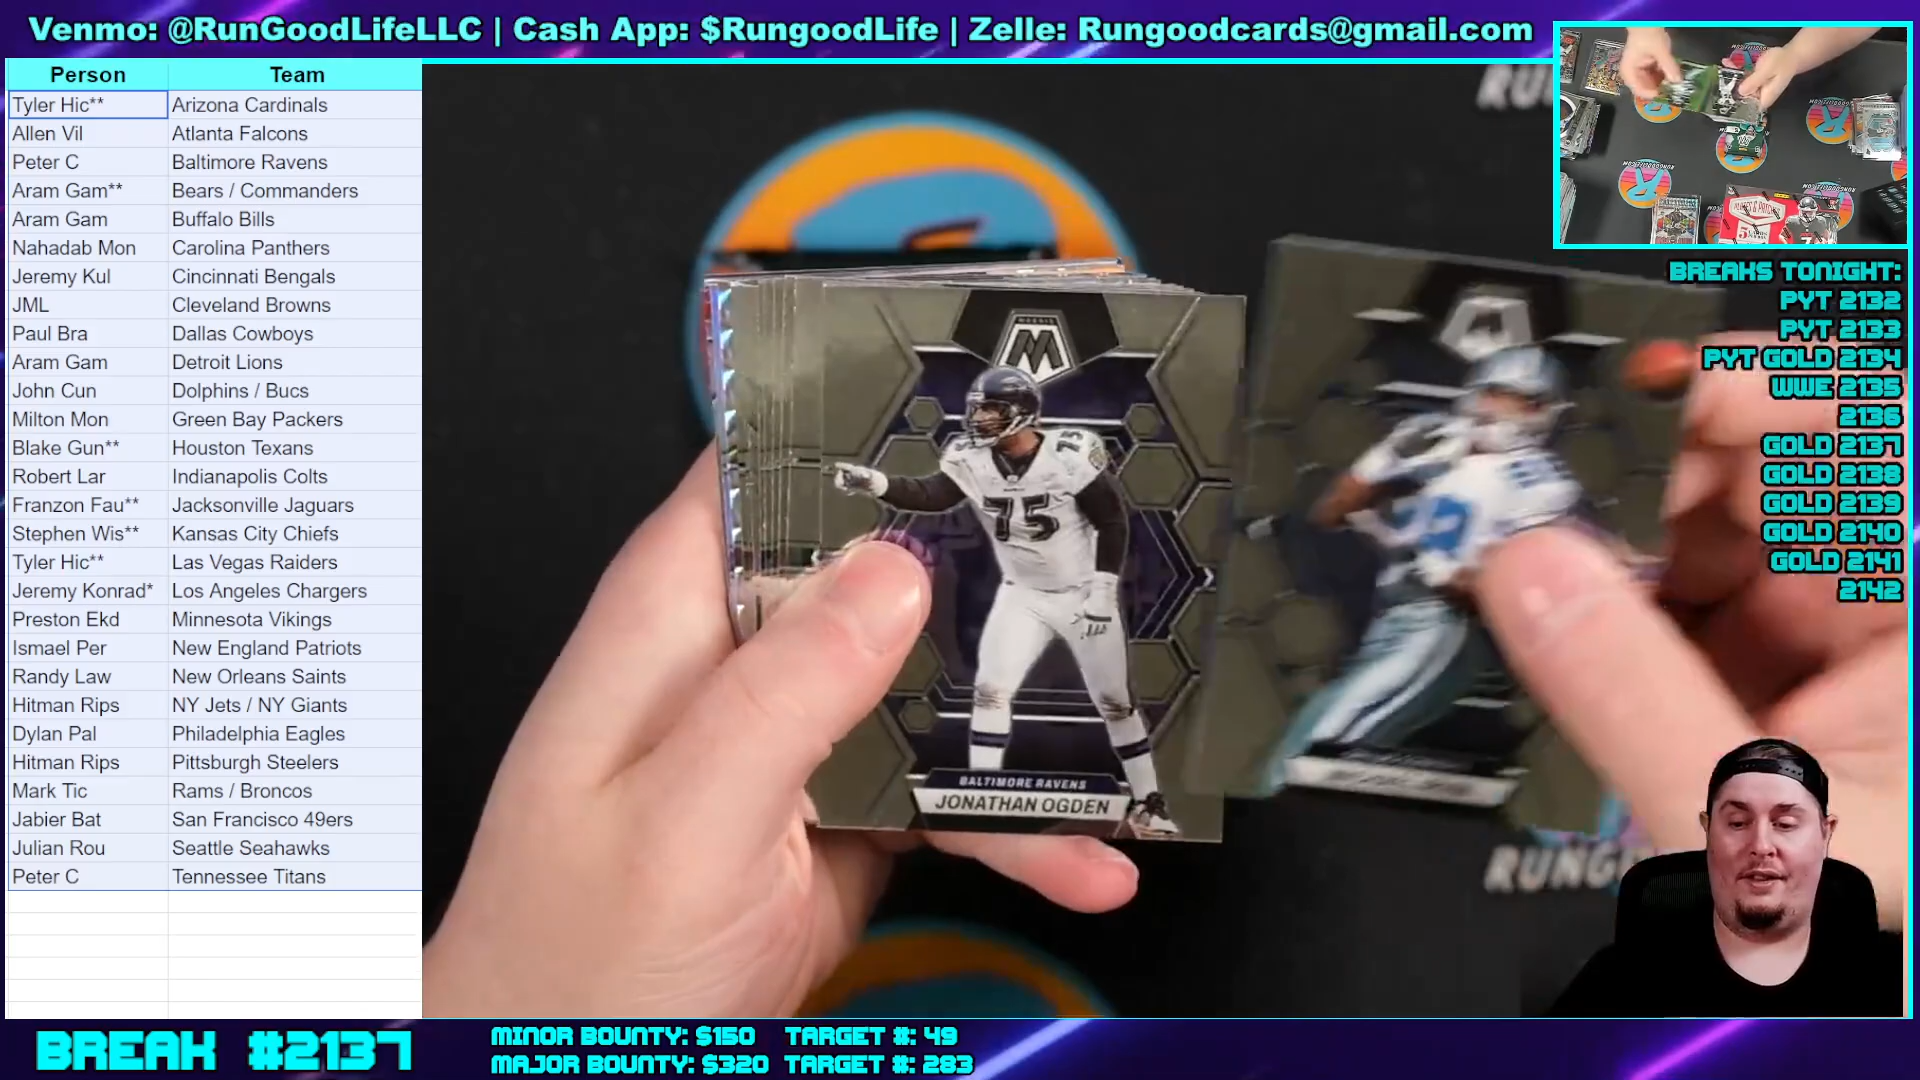 Venmo: @RunGoodLifeLLC | Cash App: $RungoodLife | Zelle: Rungoodcards@gmail.com
Person Team
Tyler Hic** Arizona Cardinals
Allen Vil Atlanta Falcons
Peter C Baltimore Ravens
Aram Gam** Bears / Commanders
Aram Gam Buffalo Bills
Nahadab Mon Carolina Panthers
Jeremy Kul Cincinnati Bengals
JML Cleveland Browns
Paul Bra Dallas Cowboys
Aram Gam Detroit Lions
John Cun Dolphins / Bucs
Milton Mon Green Bay Packers
Blake Gun** Houston Texans
Robert Lar Indianapolis Colts
Franzon Fau** Jacksonville Jaguars
Stephen Wis** Kansas City Chiefs
Tyler Hic** Las Vegas Raiders
Jeremy Konrad* Los Angeles Chargers
Preston Ekd Minnesota Vikings
Ismael Per New England Patriots
Randy Law New Orleans Saints
Hitman Rips NY Jets / NY Giants
Dylan Pal Philadelphia Eagles
Hitman Rips Pittsburgh Steelers
Mark Tic Rams / Broncos
Jabier Bat San Francisco 49ers
Julian Rou Seattle Seahawks
Peter C Tennessee Titans
MOSAIC
M
75
75
BALTIMORE RAVENS
JONATHAN OGDEN
BREAKS TONIGHT:
PYT 2132
PYT 2133
PYT GOLD 2134
WWE 2135
2136
GOLD 2137
GOLD 2138
GOLD 2139
GOLD 2140
GOLD 2141
2142
BREAK #2137
MINOR BOUNTY: $150 TARGET #: 49
MAJOR BOUNTY: $320 TARGET #: 283